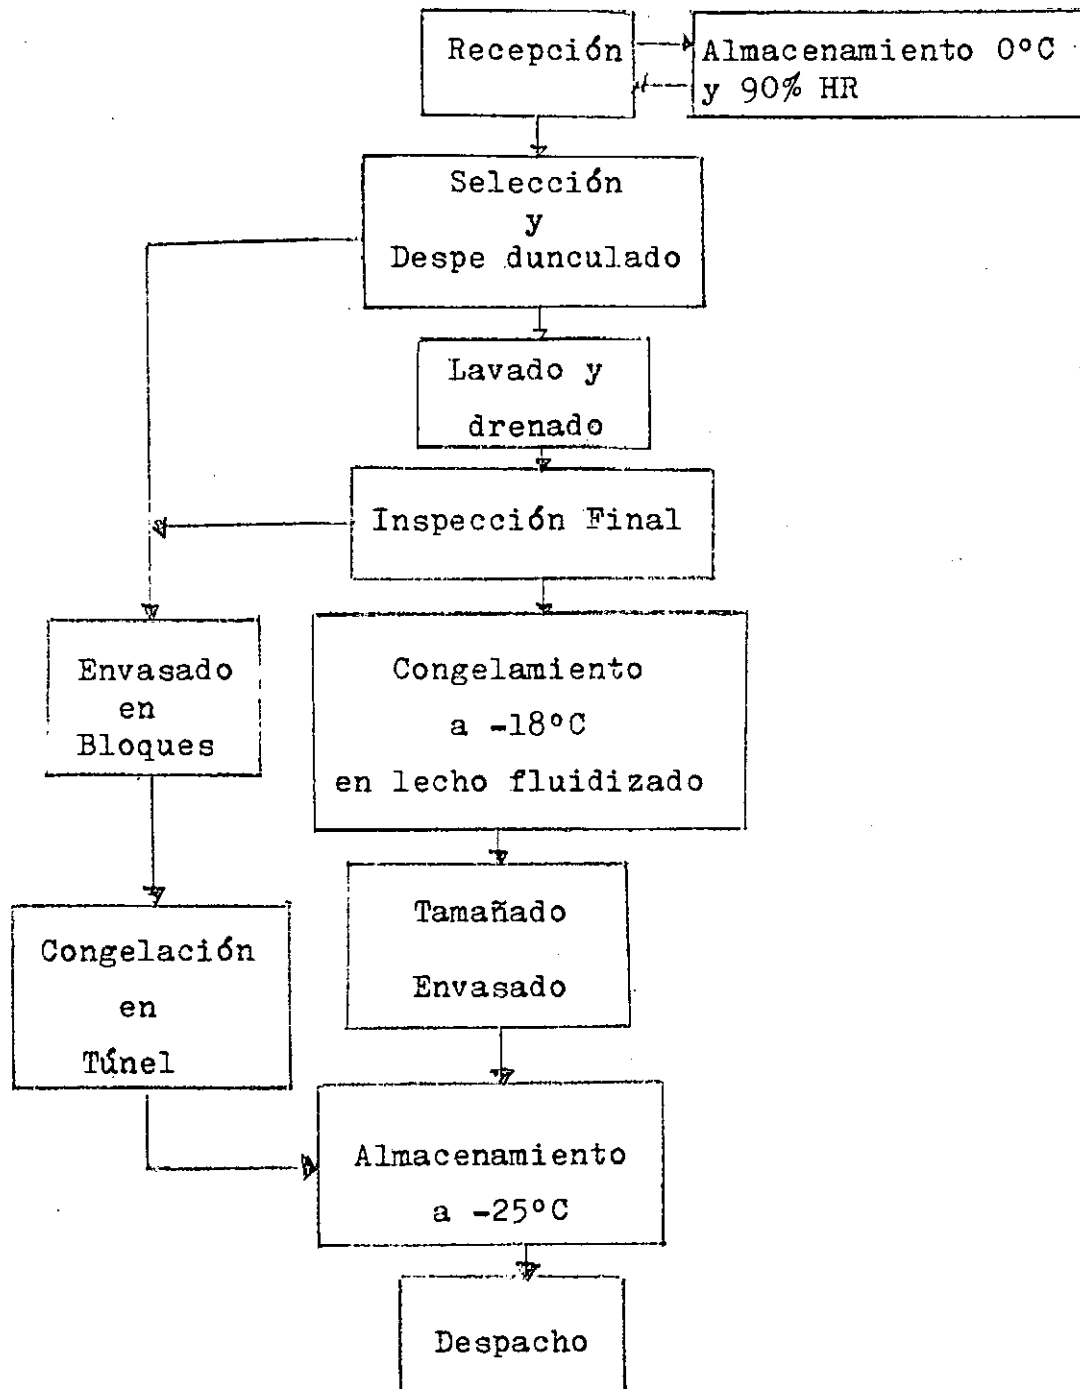 Recepción
Almacenamiento 0°C
y 90% HR
Selección
y
Despe dunculado
Lavado y
drenado
Inspección Final
Envasado
en
Bloques
Congelamiento
a -18°C
en lecho fluidizado
Congelación
en
Túnel
Tamañado
Envasado
Almacenamiento
a -25°C
Despacho